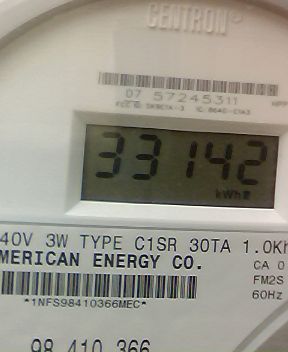 CENTRON®
07 57245311
33142
kWh
40V 3W TYPE C1SR 30TA 1.0Kh
MERICAN ENERGY CO.
CA 0
FM2S
60Hz
*1NFS98410366MEC*
98 410 366